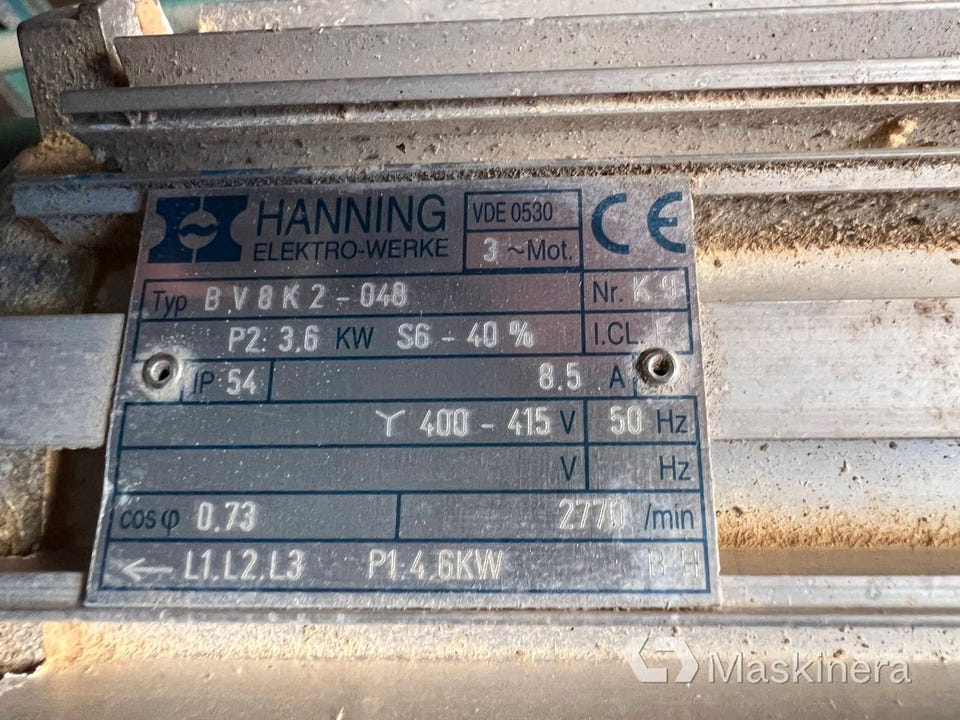 HANNING
ELEKTRO-WERKE
VDE 0530
3 ~Mot.
CE
Typ BV8K2-048
Nr. K 9
P2: 3.6 KW S6 - 40 %
I.CL. F
IP 54
8.5 A
Y 400 - 415 V 50 Hz
V Hz
cos φ 0.73 2770 /min
← L1.L2.L3 P1:4.6KW B H
Maskinera